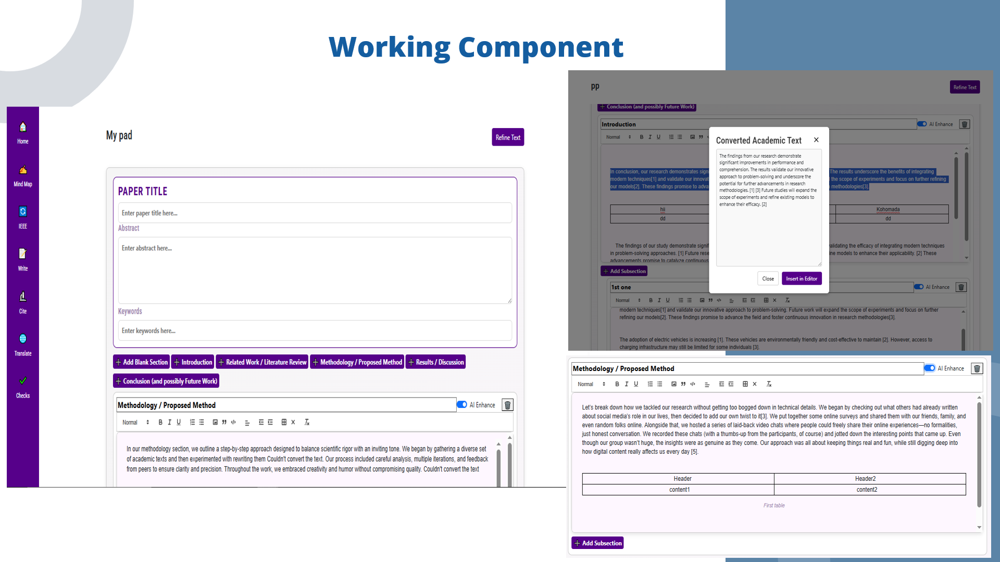 Working Component
Home
Mind Map
IEEE
Write
Cite
Translate
Checks
My pad
Refine Text
PAPER TITLE
Enter paper title here...
Abstract
Enter abstract here...
Keywords
Enter keywords here...
Add Blank Section
Introduction
Related Work / Literature Review
Methodology / Proposed Method
Results / Discussion
Conclusion (and possibly Future Work)
Methodology / Proposed Method
AI Enhance
Normal
In our methodology section, we outline a step-by-step approach designed to balance scientific rigor with an inviting tone. We began by gathering a diverse set
of academic texts and then experimented with rewriting them Couldn't convert the text. Our process included careful analysis, multiple iterations, and feedback
from peers to ensure clarity and precision. Throughout the work, we embraced creativity and humor without compromising quality. Couldn't convert the text
pp
Refine Text
Conclusion (and possibly Future Work)
Introduction
AI Enhance
Normal
In conclusion, our research demonstrates
The results underscore the benefits of integrating
modern techniques[1] and validate our
the scope of experiments and focus on further refining
our models[2]. These findings promise to
methodologies[3].
hii
Kohomada
dd
dd
The findings of our study demonstrate
in problem-solving approaches. [1] Future
models to enhance their applicability. [2] These
advancements promise to catalyze continuous
efficacy of integrating modern techniques
Converted Academic Text
The findings from our research demonstrate
significant improvements in performance and
comprehension. The results validate our innovative
approach to problem-solving and underscore the
potential for further advancements in research
methodologies. [1] [3] Future studies will expand the
scope of experiments and refine existing models to
enhance their efficacy. [2]
Close
Insert in Editor
Add Subsection
1st one
AI Enhance
Normal
modern techniques[1] and validate our innovative approach to problem-solving. Future work will expand the scope of experiments and focus on further
refining our models[2]. These findings promise to advance the field and foster continuous innovation in research methodologies[3].
The adoption of electric vehicles is increasing [1]. These vehicles are environmentally friendly and cost-effective to maintain [2]. However, access to
charging infrastructure may still be limited for some individuals [3].
Methodology / Proposed Method
AI Enhance
Normal
Let's break down how we tackled our research without getting too bogged down in technical details. We began by checking out what others had already written
about social media's role in our lives, then decided to add our own twist to it[3]. We put together some online surveys and shared them with our friends, family, and
even random folks online. Alongside that, we hosted a series of laid-back video chats where people could freely share their online experiences—no formalities,
just honest conversation. We recorded these chats (with a thumbs-up from the participants, of course) and jotted down the interesting points that came up. Even
though our group wasn't huge, the insights were as genuine as they come. Our approach was all about keeping things real and fun, while still digging deep into
how digital content really affects us every day [5].
Header
Header2
content1
content2
First table
Add Subsection